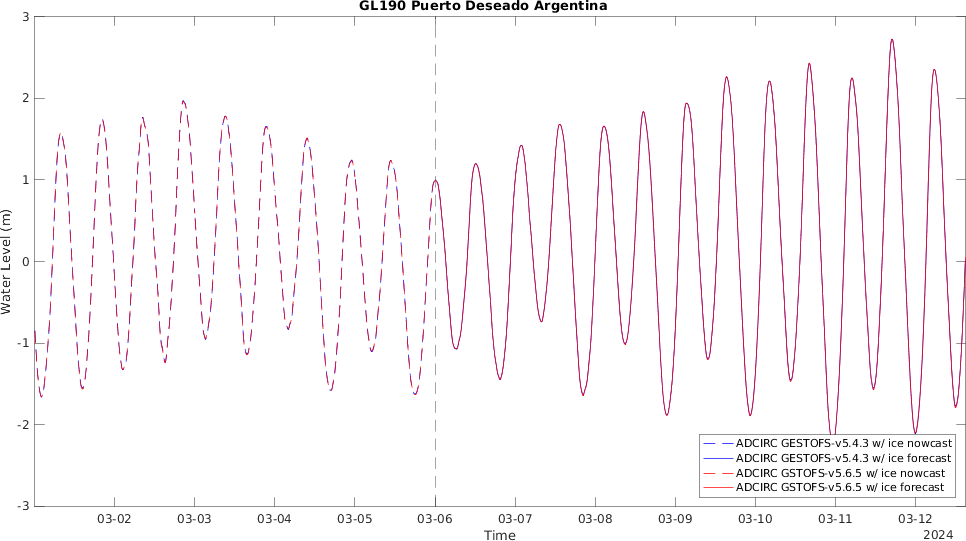 GL190 Puerto Deseado Argentina
3
2
1
0
-1
-2
-3
Water Level (m)
ADCIRC GESTOFS-v5.4.3 w/ ice nowcast
ADCIRC GESTOFS-v5.4.3 w/ ice forecast
ADCIRC GSTOFS-v5.6.5 w/ ice nowcast
ADCIRC GSTOFS-v5.6.5 w/ ice forecast
03-02 03-03 03-04 03-05 03-06 03-07 03-08 03-09 03-10 03-11 03-12
Time
2024